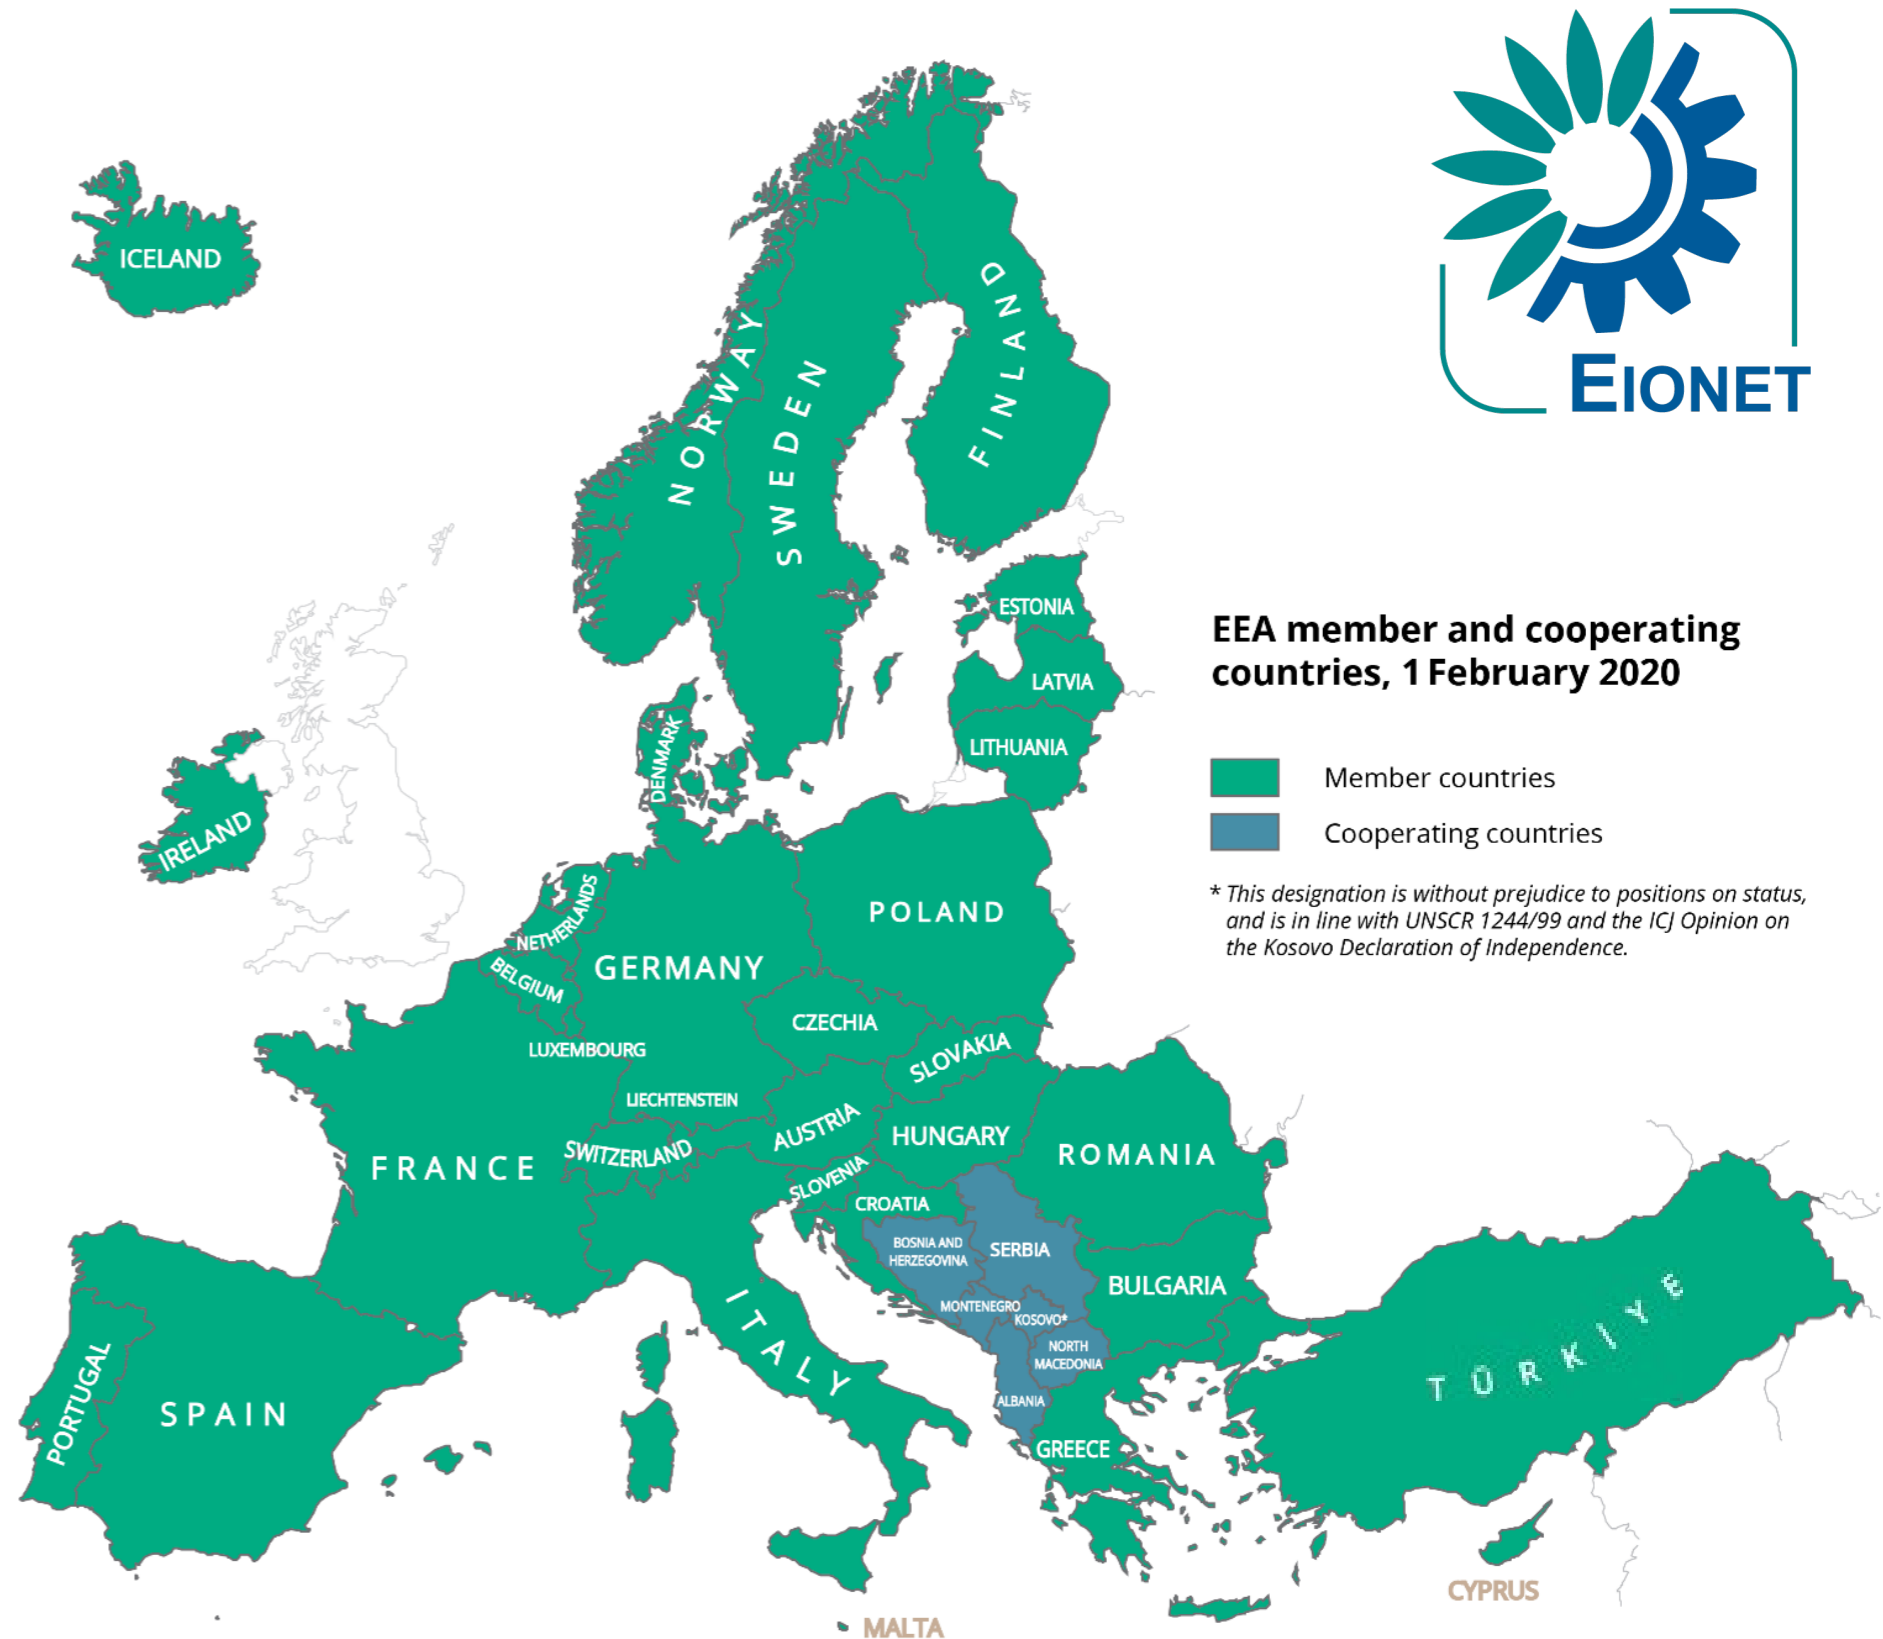 EIONET
ICELAND
NORWAY
SWEDEN
FINLAND
EEA member and cooperating
countries, 1 February 2020
ESTONIA
LATVIA
LITHUANIA
DENMARK
Member countries
Cooperating countries
* This designation is without prejudice to positions on status,
and is in line with UNSCR 1244/99 and the ICJ Opinion on
the Kosovo Declaration of Independence.
IRELAND
NETHERLANDS
BELGIUM
GERMANY
POLAND
CZECHIA
SLOVAKIA
LUXEMBOURG
LIECHTENSTEIN
AUSTRIA
HUNGARY
ROMANIA
FRANCE
SWITZERLAND
SLOVENIA
CROATIA
BOSNIA AND
HERZEGOVINA
SERBIA
BULGARIA
MONTENEGRO
KOSOVO*
NORTH
MACEDONIA
ALBANIA
ITALY
TÜRKIYE
PORTUGAL
SPAIN
GREECE
CYPRUS
MALTA